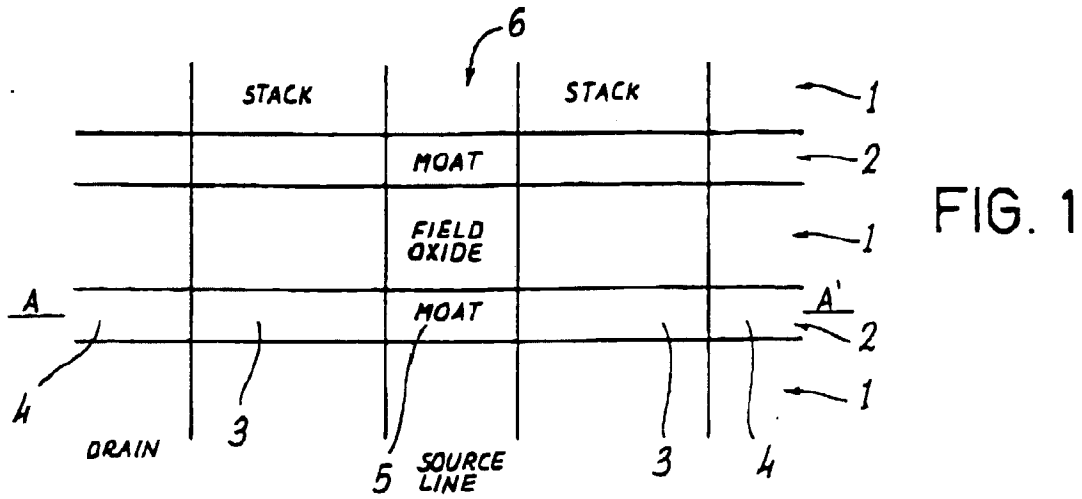 6
STACK
STACK
1
MOAT
2
FIELD
OXIDE
1
FIG. 1
A
MOAT
A'
2
4
3
1
DRAIN
5
SOURCE
LINE
3
4